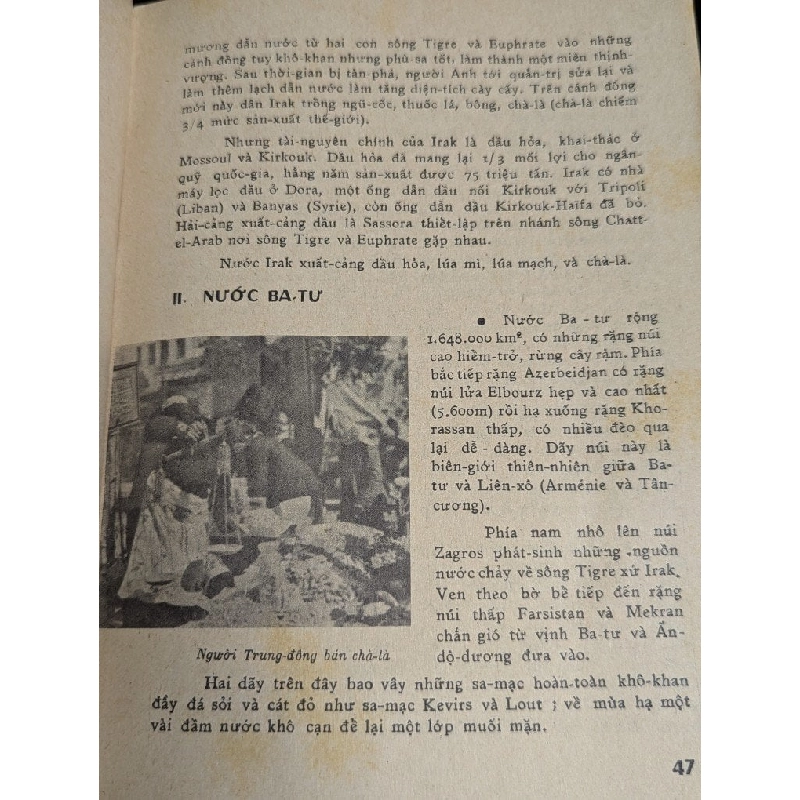 mương dẫn nước từ hai con sông Tigre và Euphrate vào những
cánh đồng tuy khô-khan nhưng phù-sa tốt, làm thành một miền thịnh-
vượng. Sau thời-gian bị tàn-phá, người Anh tới quản-trị sửa lại và
làm thêm lạch dẫn nước làm tăng diện-tích cày cấy. Trên cánh đồng
mới này dân Irak trồng ngũ-cốc, thuốc lá, bông, chà-là (chà-là chiếm
3/4 mức sản-xuất thế-giới).
Nhưng tài-nguyên chính của Irak là dầu hỏa, khai-thác ở
Mossoul và Kirkouk. Dầu hỏa đã mang lại 1/3 mối lợi cho ngân-
quỹ quốc-gia, hằng năm sản-xuất được 75 triệu tấn. Irak có nhà
máy lọc dầu ở Dora, một ống dẫn dầu nối Kirkouk với Tripoli
(Liban) và Banyas (Syrie), còn ống dẫn dầu Kirkouk-Haïfa đã bỏ.
Hải-cảng xuất-cảng dầu là Sassora thiết-lập trên nhánh sông Chatt-
el-Arab nơi sông Tigre và Euphrate gặp nhau.
Nước Irak xuất-cảng dầu hỏa, lúa mì, lúa mạch, và chà-là.
II. NƯỚC BA-TƯ
■ Nước Ba-tư rộng
1.648.000 km², có những rặng núi
cao hiểm-trở, rừng cây rậm. Phía
bắc tiếp rặng Azerbeidjan có rặng
núi lửa Elbourz hẹp và cao nhất
(5.600m) rồi hạ xuống rặng Kho-
rassan thấp, có nhiều đèo qua
lại dễ-dàng. Dãy núi này là
biên-giới thiên-nhiên giữa Ba-
tư và Liên-xô (Arménie và Tân-
cương).
Phía nam nhô lên núi
Zagros phát-sinh những nguồn
nước chảy về sông Tigre xứ Irak.
Ven theo bờ bể tiếp đến rặng
núi thấp Farsistan và Mekran
chắn gió từ vịnh Ba-tư và Ấn-
độ-dương đưa vào.
Người Trung-đông bán chà-là
Hai dãy trên đây bao vây những sa-mạc hoàn-toàn khô-khan
đầy đá sỏi và cát đỏ như sa-mạc Kevirs và Lout ; về mùa hạ một
vài đầm nước khô cạn để lại một lớp muối mặn.
47